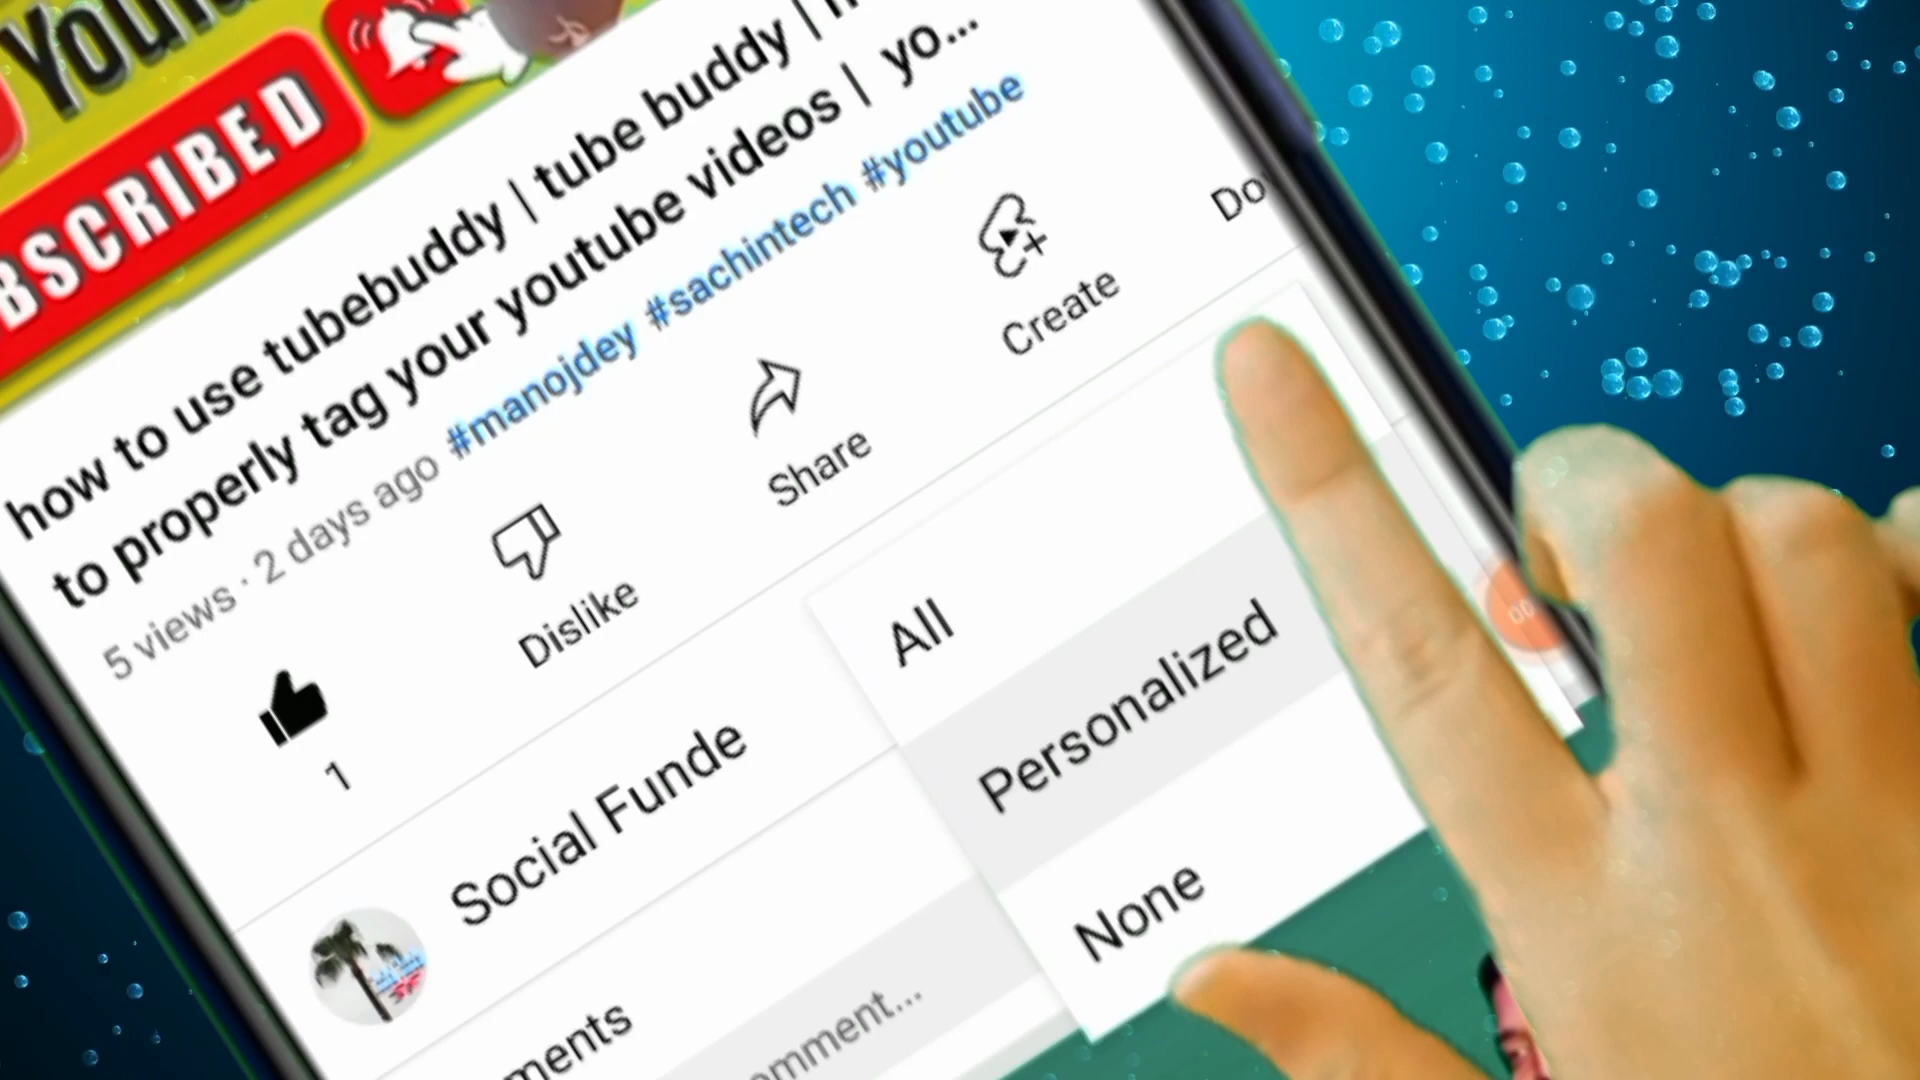 SCRIBED
how to use tubebuddy | tube buddy |
to properly tag your youtube videos | yo...
5 views · 2 days ago #manojdey #sachintech #youtube
1
Dislike
Share
Create
Do
Social Funde
All
Personalized
None
ments
omment...
00